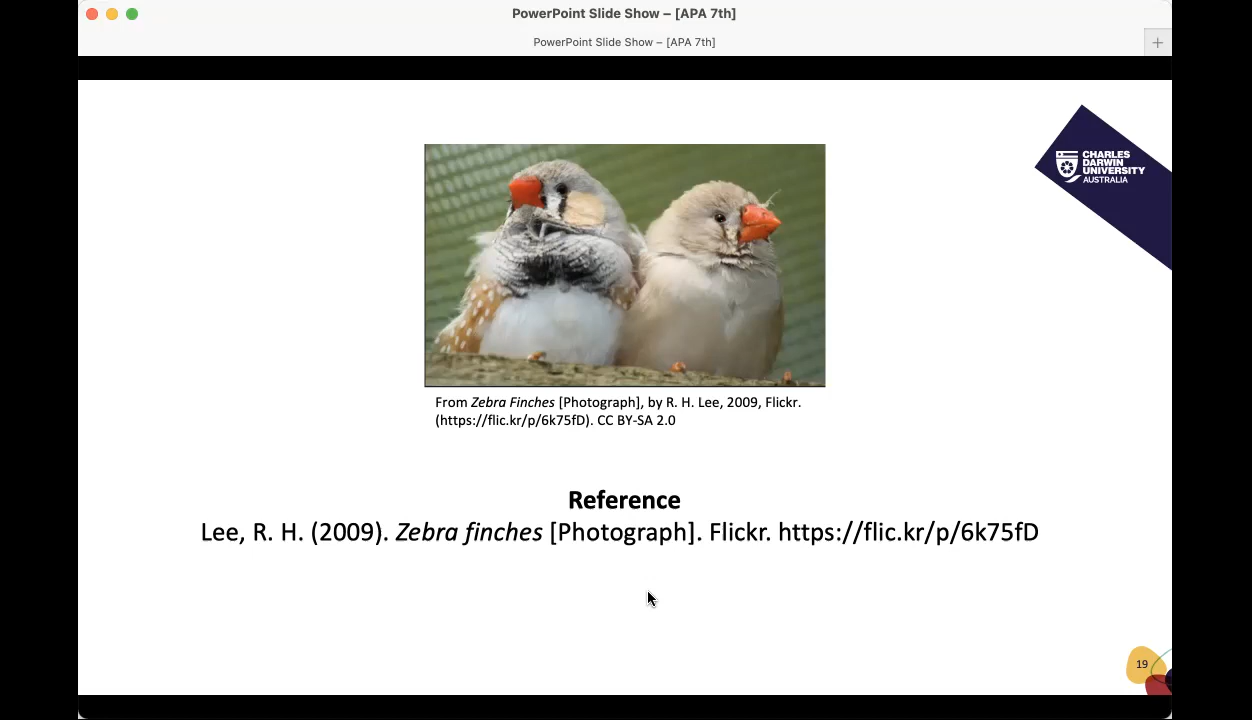 PowerPoint Slide Show – [APA 7th]
PowerPoint Slide Show – [APA 7th]
+
CHARLES
DARWIN
UNIVERSITY
AUSTRALIA
From Zebra Finches [Photograph], by R. H. Lee, 2009, Flickr.
(https://flic.kr/p/6k75fD). CC BY-SA 2.0
Reference
Lee, R. H. (2009). Zebra finches [Photograph]. Flickr. https://flic.kr/p/6k75fD
19